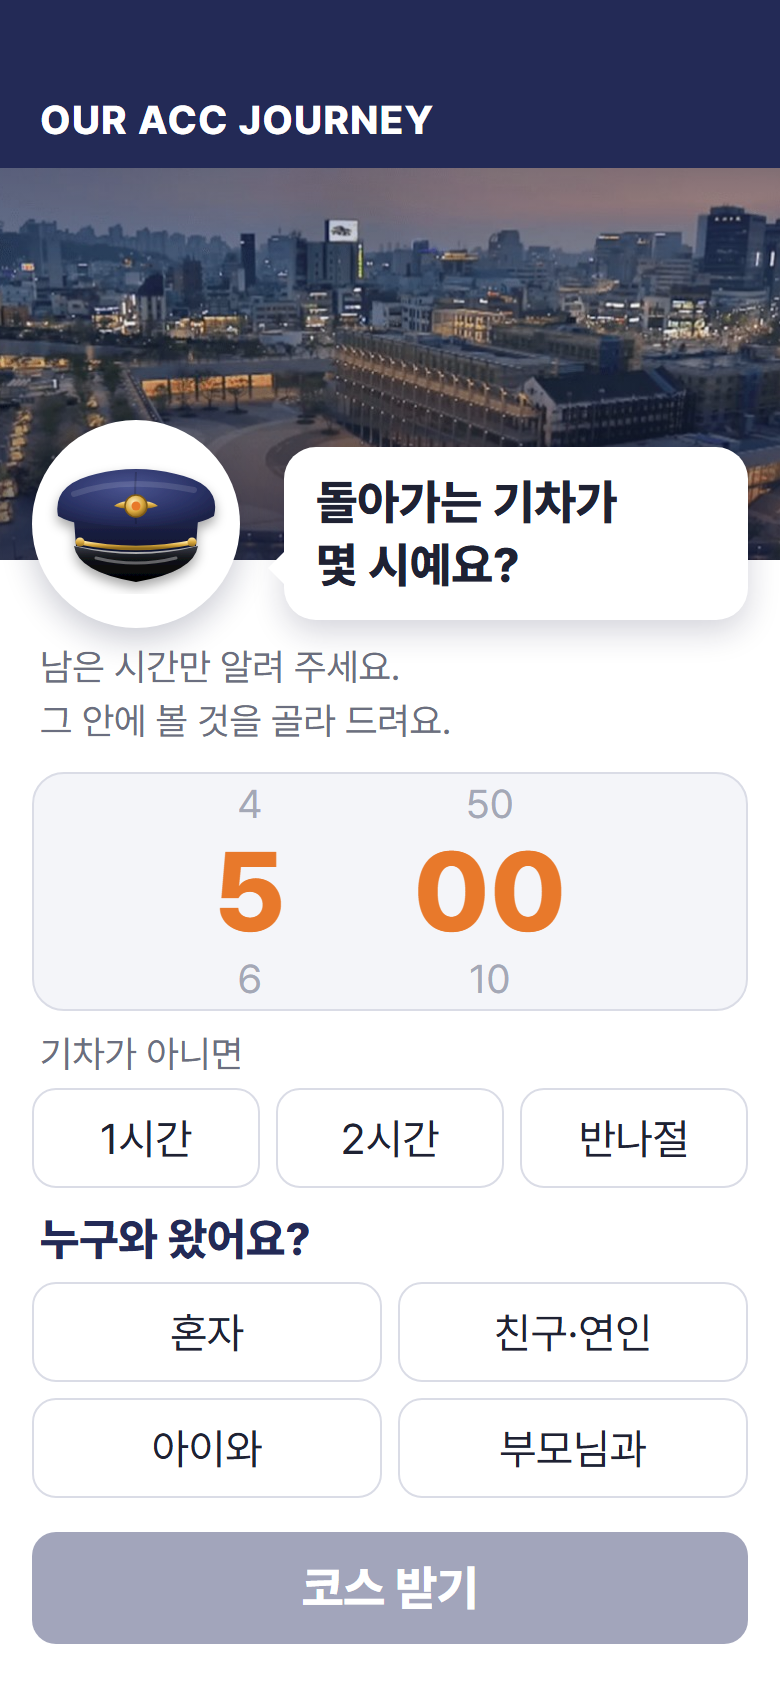 OUR ACC JOURNEY
돌아가는 기차가
몇 시예요?
남은 시간만 알려 주세요.
그 안에 볼 것을 골라 드려요.
4 50
5 00
6 10
기차가 아니면
1시간 2시간 반나절
누구와 왔어요?
혼자 친구·연인
아이와 부모님과
코스 받기